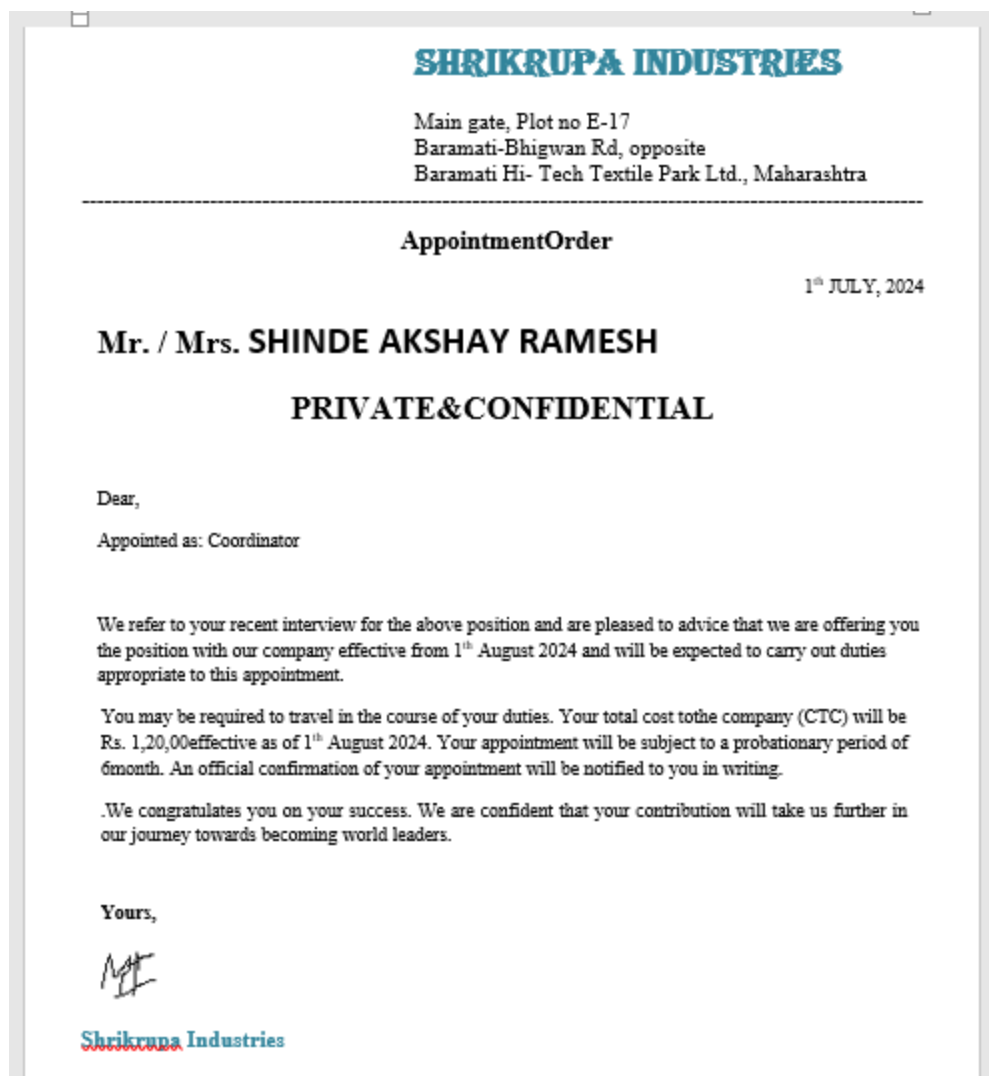 SHRIKRUPA INDUSTRIES
Main gate, Plot no E-17
Baramati-Bhigwan Rd, opposite
Baramati Hi- Tech Textile Park Ltd., Maharashtra
--------------------------------------------------------------------------------
AppointmentOrder
1th JULY, 2024
Mr. / Mrs. SHINDE AKSHAY RAMESH
PRIVATE&CONFIDENTIAL
Dear,
Appointed as: Coordinator
We refer to your recent interview for the above position and are pleased to advice that we are offering you
the position with our company effective from 1th August 2024 and will be expected to carry out duties
appropriate to this appointment.
You may be required to travel in the course of your duties. Your total cost tothe company (CTC) will be
Rs. 1,20,00effective as of 1th August 2024. Your appointment will be subject to a probationary period of
6month. An official confirmation of your appointment will be notified to you in writing.
.We congratulates you on your success. We are confident that your contribution will take us further in
our journey towards becoming world leaders.
Yours,
Shrikrupa Industries